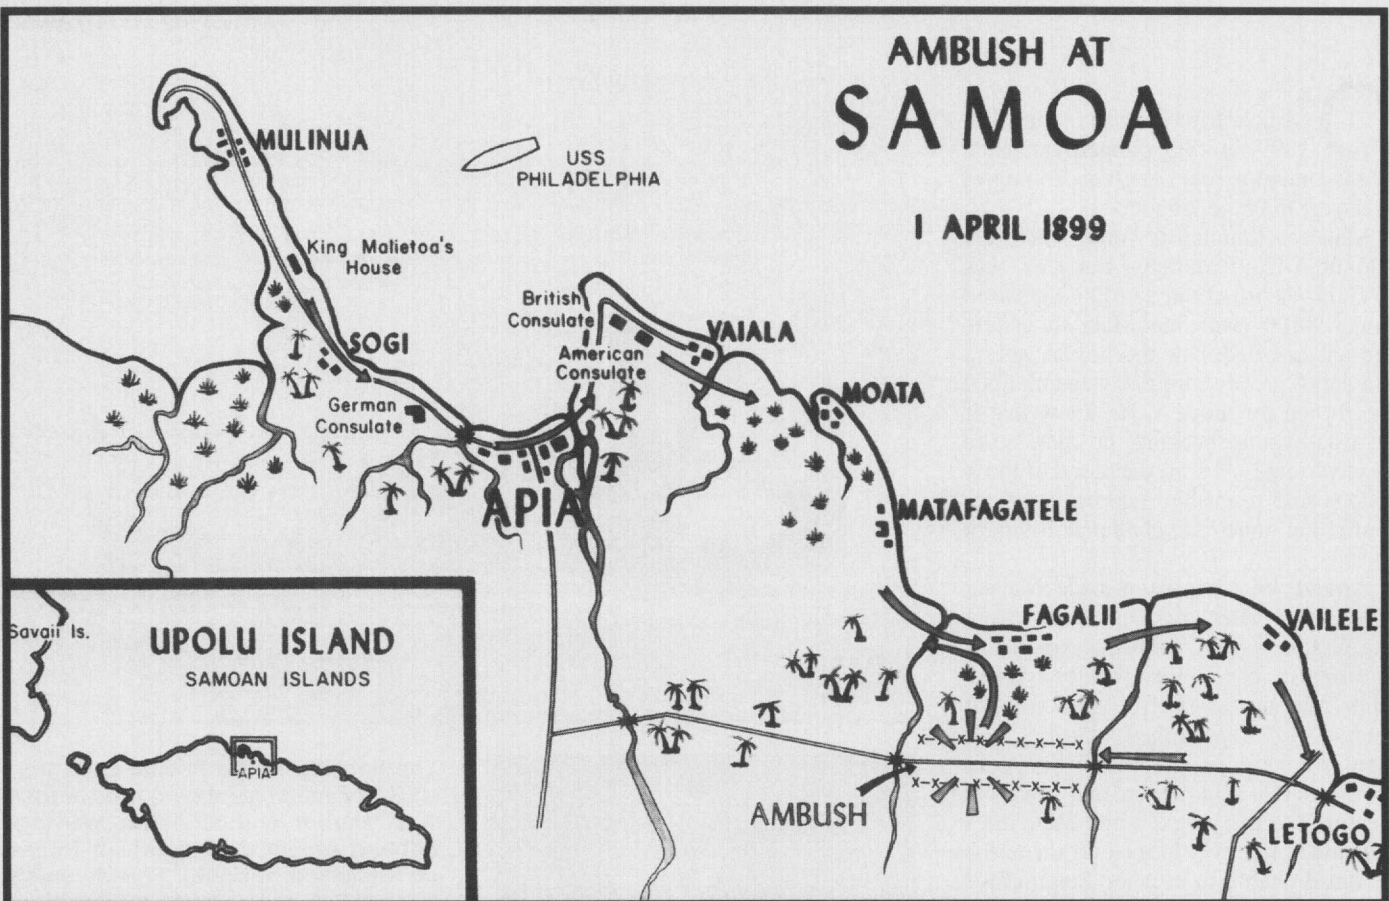 AMBUSH AT
SAMOA
1 APRIL 1899
MULINUA
USS
PHILADELPHIA
King Malietoa's
House
British
Consulate
SOGI
VAIALA
American
Consulate
German
Consulate
MOATA
APIA
MATAFAGATELE
FAGALII
VAILELE
AMBUSH
LETOGO
Savaii Is.
UPOLU ISLAND
SAMOAN ISLANDS
APIA